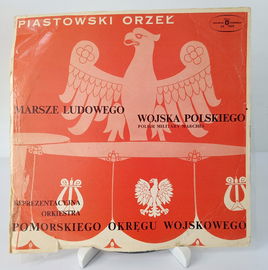 PIASTOWSKI ORZEŁ
MARSZE LUDOWEGO
WOJSKA POLSKIEGO
POLISH MILITARY MARCHES
REPREZENTACYJNA
ORKIESTRA
POMORSKIEGO OKRĘGU WOJSKOWEGO